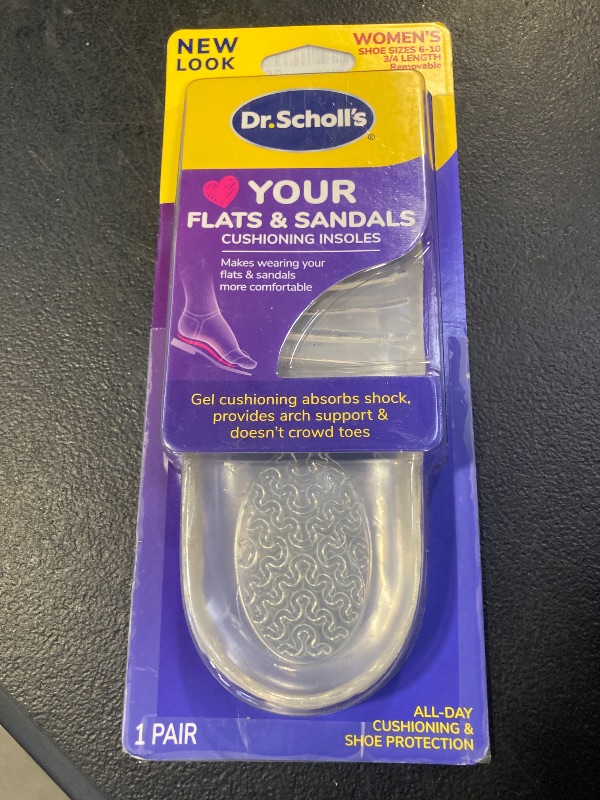 NEW
LOOK
WOMEN'S
SHOE SIZES 6-10
3/4 LENGTH
Removable
Dr.Scholl's
©
YOUR
FLATS & SANDALS
CUSHIONING INSOLES
Makes wearing your
flats & sandals
more comfortable
Gel cushioning absorbs shock,
provides arch support &
doesn't crowd toes
1 PAIR
ALL-DAY
CUSHIONING &
SHOE PROTECTION